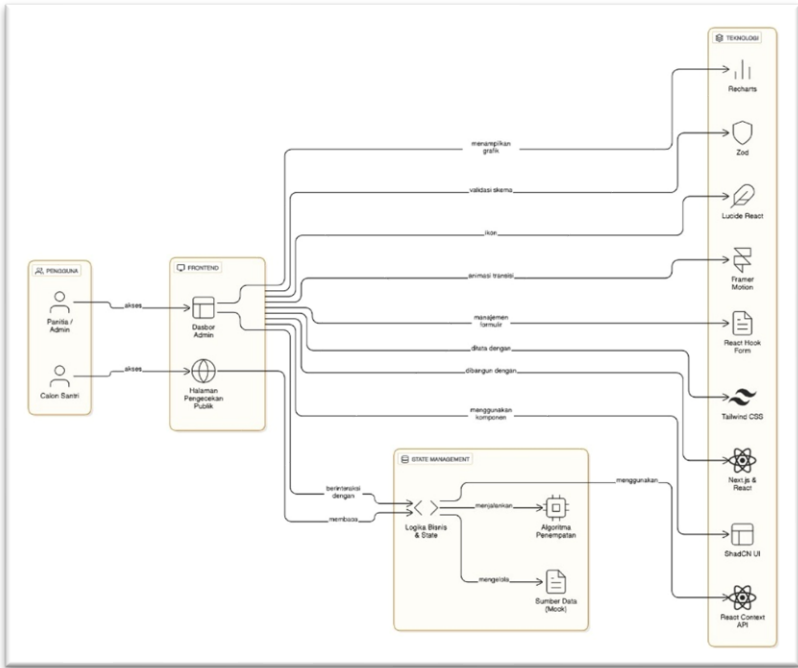 TEKNOLOGI
Recharts
menampilkan
grafik
Zod
validasi skema
Lucide React
ikon
PENGGUNA
FRONTEND
animasi transisi
Framer
Motion
akses
Panitia /
Admin
Dasbor
Admin
manajemen
formulir
React Hook
Form
ditata dengan
akses
dibangun dengan
Calon Santri
Halaman
Pengecekan
Publik
Tailwind CSS
menggunakan
komponen
STATE MANAGEMENT
Next.js &
React
berinteraksi
dengan
menggunakan
menjalankan
membaca
Logika Bisnis
& State
Algoritma
Penempatan
ShadCN UI
mengelola
Sumber Data
(Mock)
React Context
API